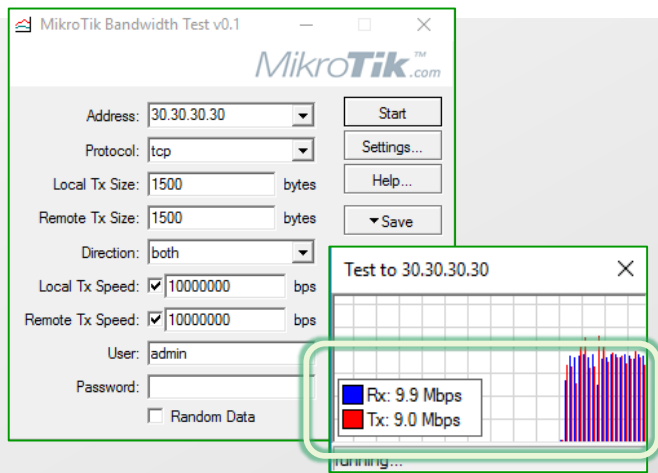 MikroTik Bandwidth Test v0.1
MikroTik™.com
Address: 30.30.30.30 Start
Protocol: tcp Settings...
Local Tx Size: 1500 bytes Help...
Remote Tx Size: 1500 bytes Save
Direction: both
Local Tx Speed: 10000000 bps
Remote Tx Speed: 10000000 bps
User: admin
Password:
Random Data
Test to 30.30.30.30
Rx: 9.9 Mbps
Tx: 9.0 Mbps
running...